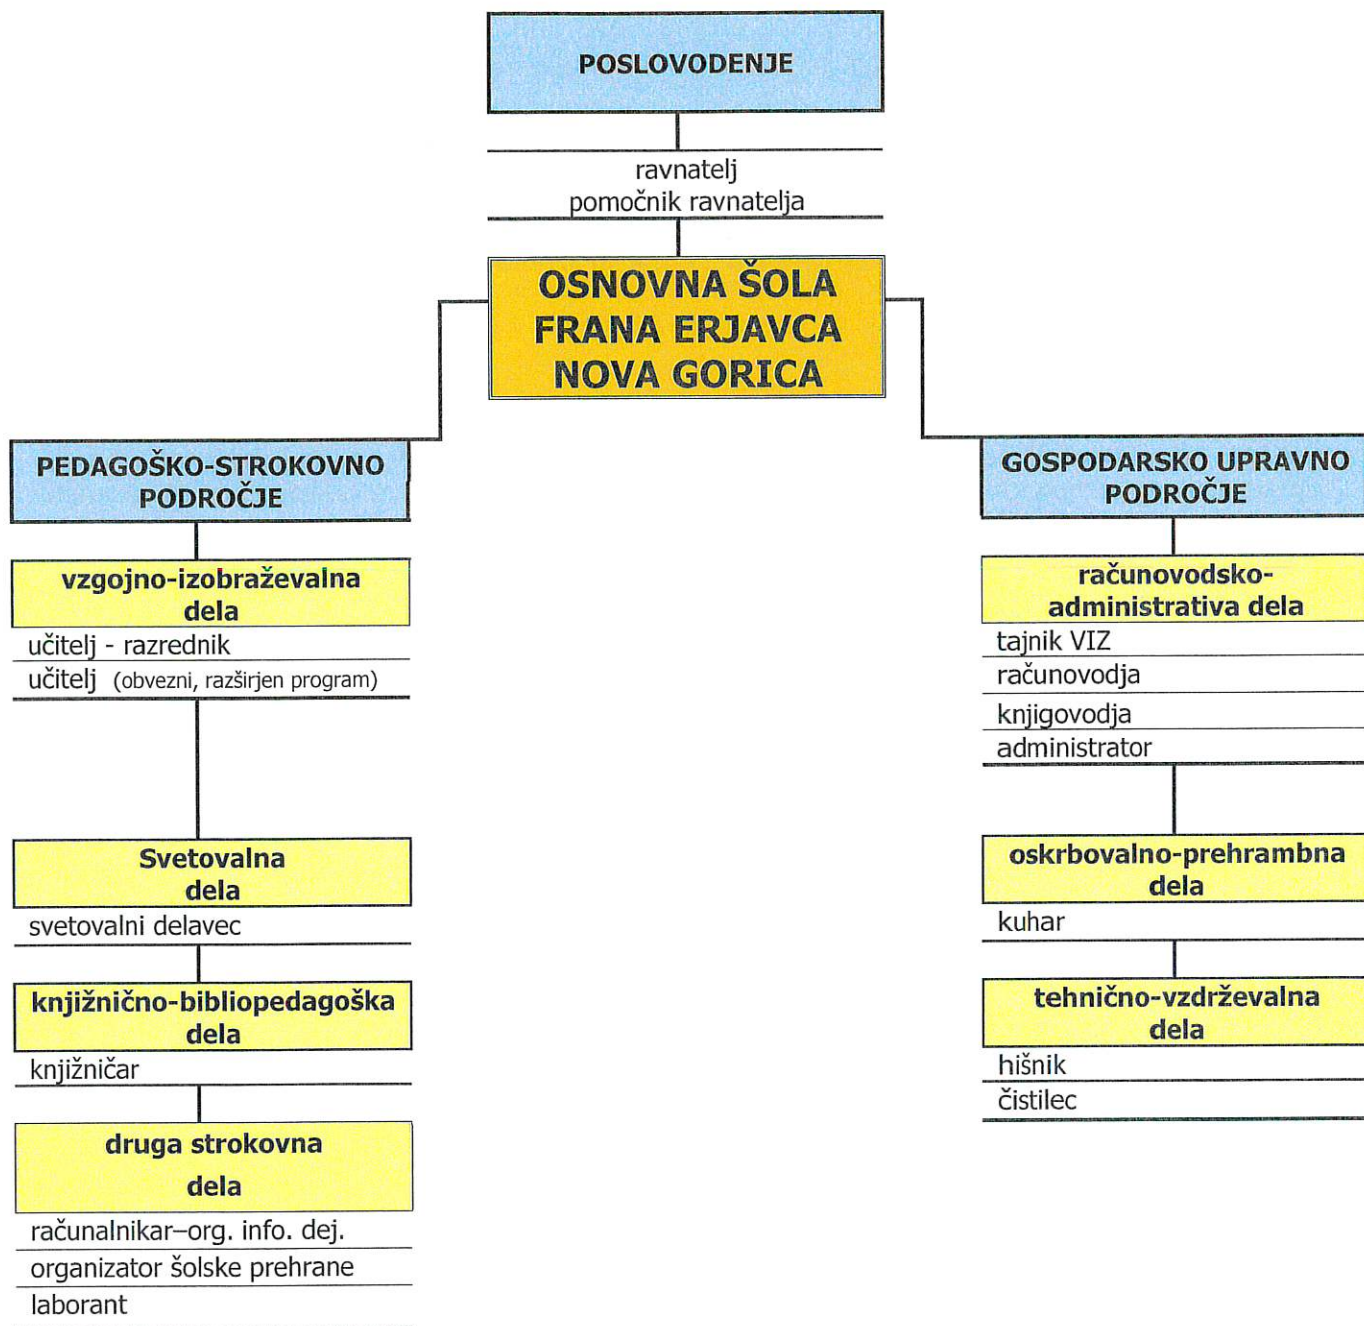 POSLOVODENJE
ravnatelj
pomočnik ravnatelja
OSNOVNA ŠOLA
FRANA ERJAVCA
NOVA GORICA
PEDAGOŠKO-STROKOVNO
PODROČJE
vzgojno-izobraževalna
dela
učitelj - razrednik
učitelj (obvezni, razširjen program)
Svetovalna
dela
svetovalni delavec
knjižnično-bibliopedagoška
dela
knjižničar
druga strokovna
dela
računalnikar–org. info. dej.
organizator šolske prehrane
laborant
GOSPODARSKO UPRAVNO
PODROČJE
računovodsko-
administrativa dela
tajnik VIZ
računovodja
knjigovodja
administrator
oskrbovalno-prehrambna
dela
kuhar
tehnično-vzdrževalna
dela
hišnik
čistilec